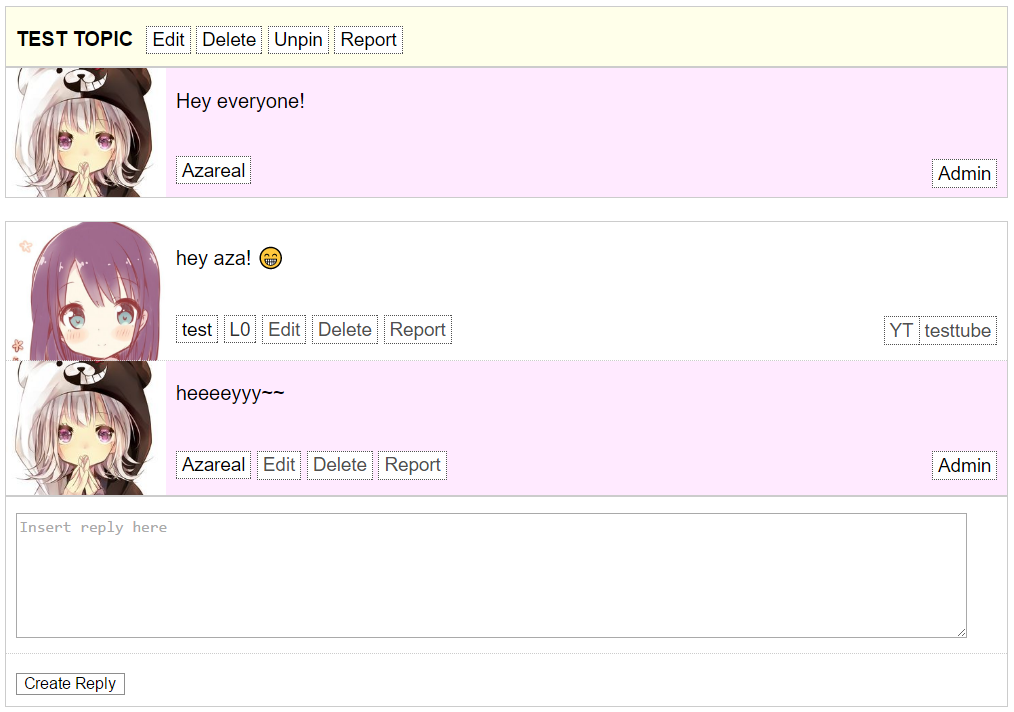 TEST TOPIC Edit Delete Unpin Report
Hey everyone!
Azareal Admin
hey aza! 😁
test L0 Edit Delete Report YT testtube
heeeeyyy~~
Azareal Edit Delete Report Admin
Insert reply here
Create Reply